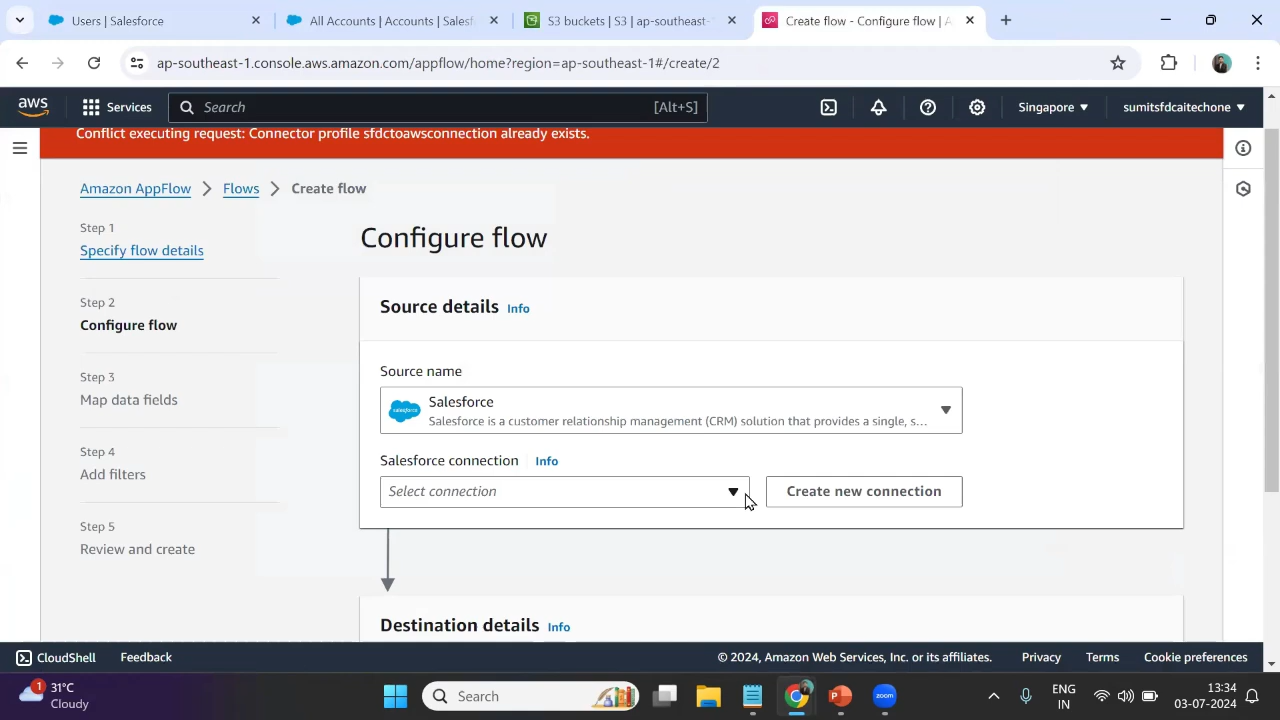 Users | Salesforce
All Accounts | Accounts | Salesf
S3 buckets | S3 | ap-southeast-
Create flow - Configure flow | A
ap-southeast-1.console.aws.amazon.com/appflow/home?region=ap-southeast-1#/create/2
aws
Services
Search
[Alt+S]
Singapore
sumitsfdcaitechone
Conflict executing request: Connector profile sfdctoawsconnection already exists.
Amazon AppFlow
Flows
Create flow
Step 1
Specify flow details
Step 2
Configure flow
Step 3
Map data fields
Step 4
Add filters
Step 5
Review and create
Configure flow
Source details Info
Source name
salesforce
Salesforce
Salesforce is a customer relationship management (CRM) solution that provides a single, s...
Salesforce connection Info
Select connection
Create new connection
Destination details Info
CloudShell
Feedback
© 2024, Amazon Web Services, Inc. or its affiliates.
Privacy
Terms
Cookie preferences
1
31°C
Cloudy
Search
zoom
ENG
IN
13:34
03-07-2024